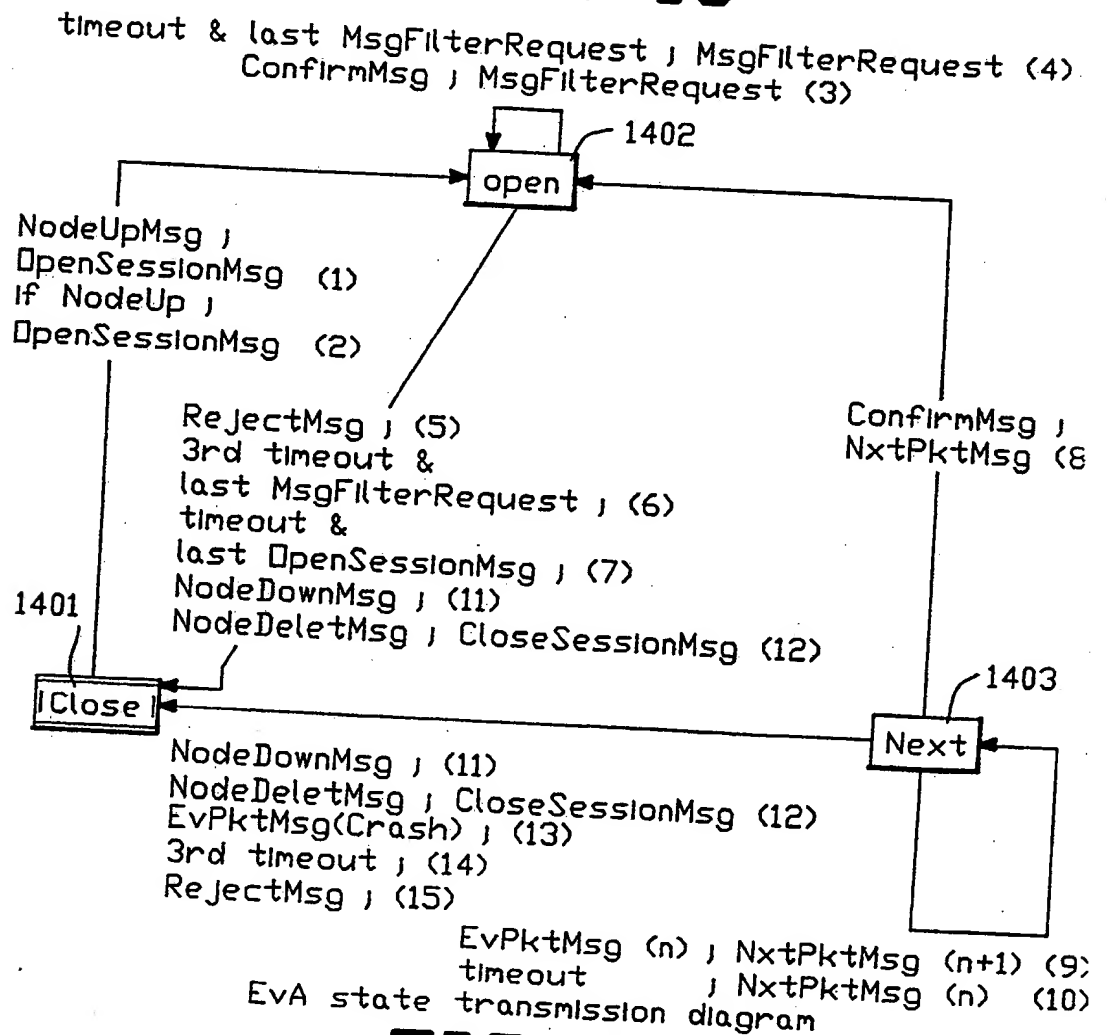 timeout & last MsgFilterRequest ; MsgFilterRequest (4)
ConfirmMsg ; MsgFilterRequest (3)
1402
open
NodeUpMsg ;
OpenSessionMsg (1)
If NodeUp ;
OpenSessionMsg (2)
RejectMsg ; (5)
3rd timeout &
last MsgFilterRequest ; (6)
timeout &
last OpenSessionMsg ; (7)
NodeDownMsg ; (11)
NodeDeletMsg ; CloseSessionMsg (12)
ConfirmMsg ;
NxtPktMsg (8
1401
Close
1403
Next
NodeDownMsg ; (11)
NodeDeletMsg ; CloseSessionMsg (12)
EvPktMsg(Crash) ; (13)
3rd timeout ; (14)
RejectMsg ; (15)
EvPktMsg (n) ; NxtPktMsg (n+1) (9)
timeout ; NxtPktMsg (n) (10)
EvA state transmission diagram